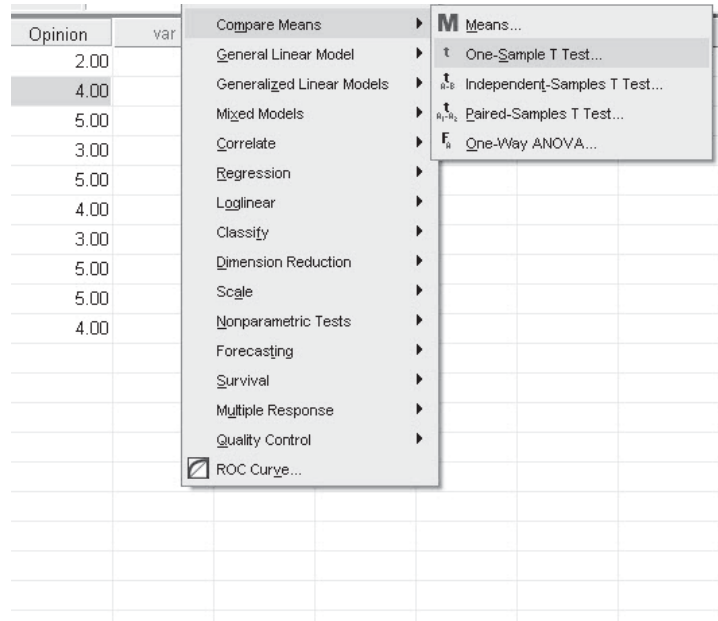 Opinion var
2.00
4.00
5.00
3.00
5.00
4.00
3.00
5.00
5.00
4.00
Compare Means
General Linear Model
Generalized Linear Models
Mixed Models
Correlate
Regression
Loglinear
Classify
Dimension Reduction
Scale
Nonparametric Tests
Forecasting
Survival
Multiple Response
Quality Control
ROC Curve...
M Means...
t One-Sample T Test...
t A-B Independent-Samples T Test...
t A₁-A₂ Paired-Samples T Test...
F A One-Way ANOVA...